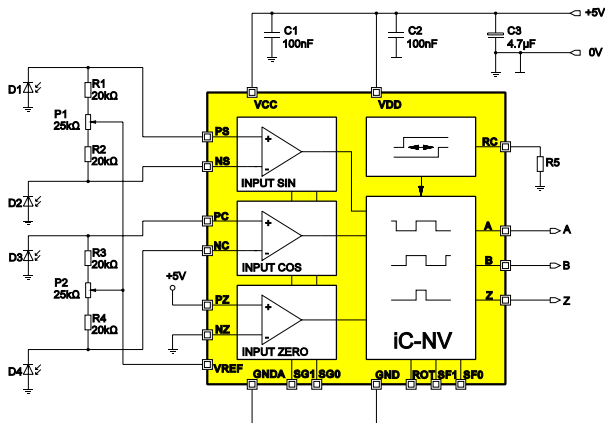 +5V
C1
100nF
C2
100nF
C3
4.7µF
0V
D1
R1
20kΩ
P1
25kΩ
R2
20kΩ
D2
D3
R3
20kΩ
P2
25kΩ
R4
20kΩ
D4
+5V
VCC
VDD
PS
NS
INPUT SIN
PC
NC
INPUT COS
PZ
NZ
INPUT ZERO
VREF
RC
R5
A
A
B
B
Z
Z
iC-NV
GNDA
SG1
SG0
GND
ROT
SF1
SF0